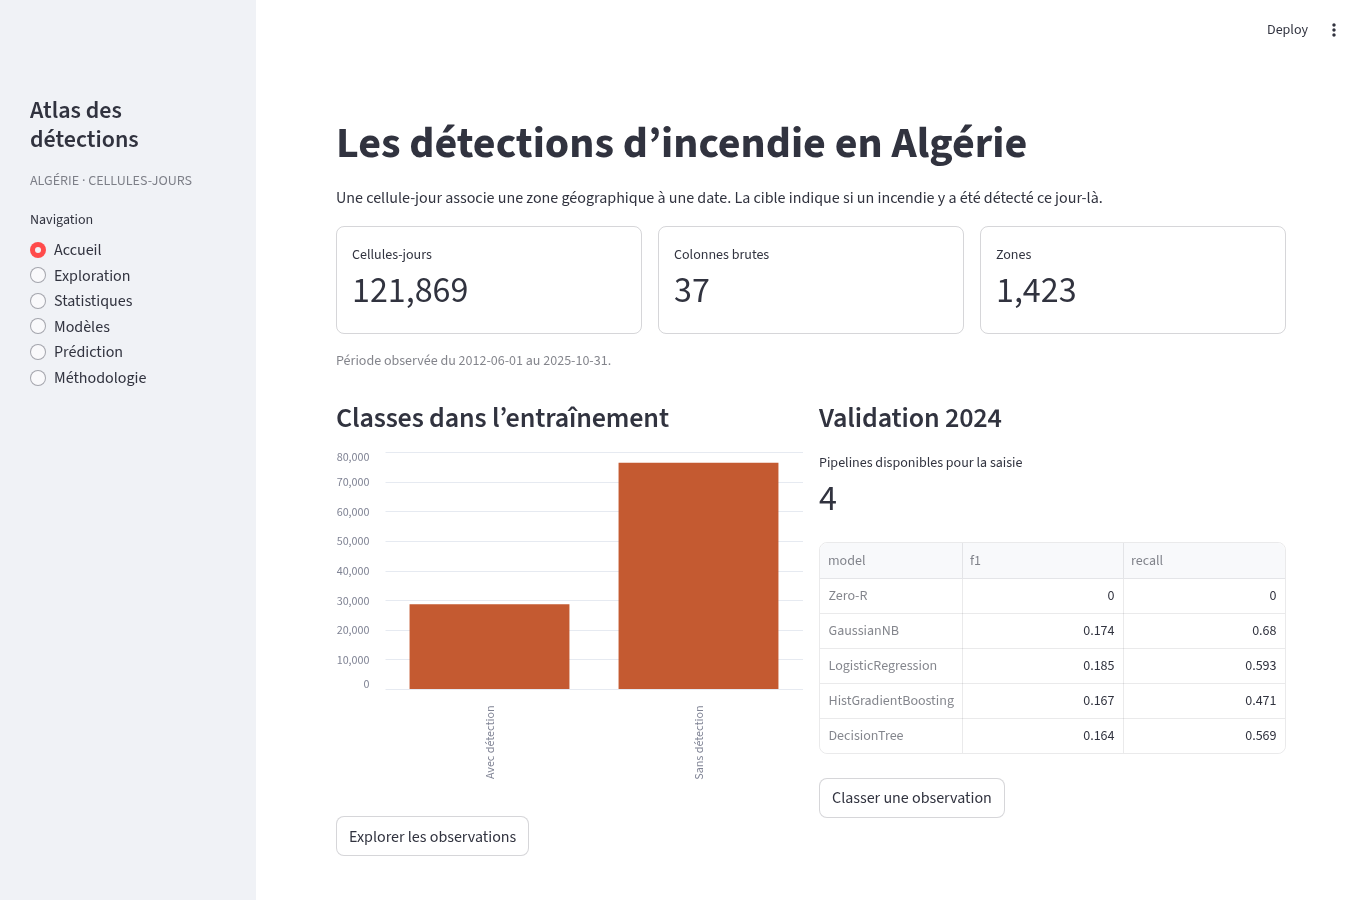 Deploy
Atlas des
détections
ALGÉRIE · CELLULES-JOURS
Navigation
Accueil
Exploration
Statistiques
Modèles
Prédiction
Méthodologie
Les détections d’incendie en Algérie
Une cellule-jour associe une zone géographique à une date. La cible indique si un incendie y a été détecté ce jour-là.
Cellules-jours
121,869
Colonnes brutes
37
Zones
1,423
Période observée du 2012-06-01 au 2025-10-31.
Classes dans l’entraînement
80,000
70,000
60,000
50,000
40,000
30,000
20,000
10,000
0
Avec détection
Sans détection
Explorer les observations
Validation 2024
Pipelines disponibles pour la saisie
4
model f1 recall
Zero-R 0 0
GaussianNB 0.174 0.68
LogisticRegression 0.185 0.593
HistGradientBoosting 0.167 0.471
DecisionTree 0.164 0.569
Classer une observation